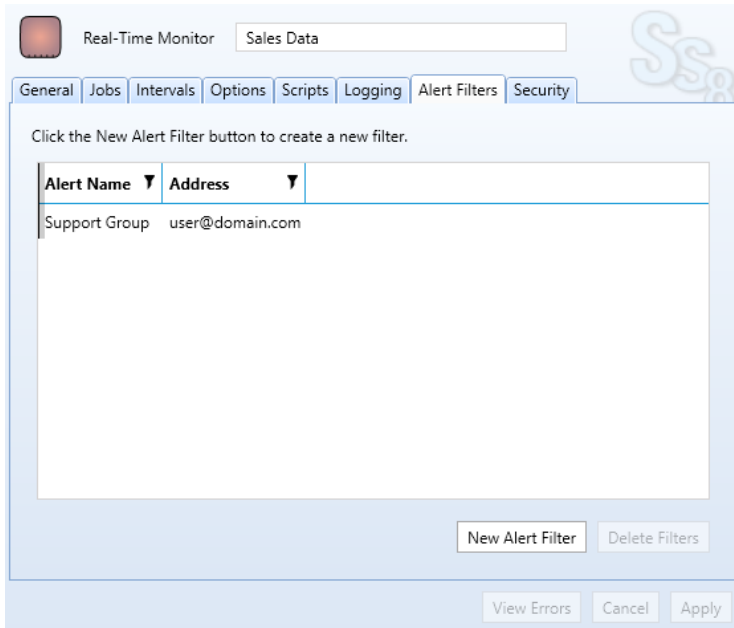 Real-Time Monitor Sales Data
SS8
General Jobs Intervals Options Scripts Logging Alert Filters Security
Click the New Alert Filter button to create a new filter.
Alert Name Address
Support Group user@domain.com
New Alert Filter Delete Filters
View Errors Cancel Apply